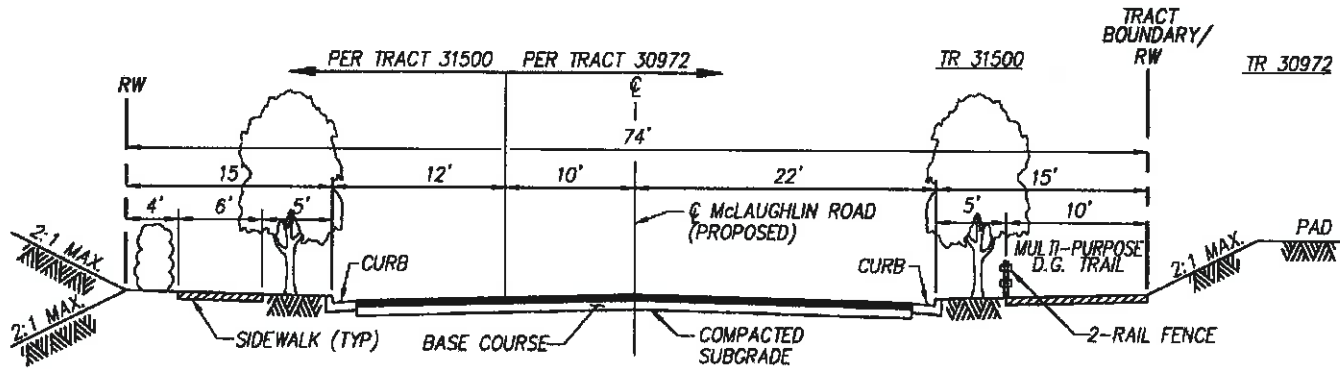 TRACT
BOUNDARY/
RW
PER TRACT 31500
PER TRACT 30972
TR 31500
TR 30972
RW
℄
74'
15'
12'
10'
22'
15'
4'
6'
5'
5'
10'
℄ McLAUGHLIN ROAD
(PROPOSED)
MULTI-PURPOSE
D.G. TRAIL
PAD
2:1 MAX.
2:1 MAX.
2:1 MAX.
CURB
CURB
SIDEWALK (TYP)
BASE COURSE
COMPACTED
SUBGRADE
2-RAIL FENCE